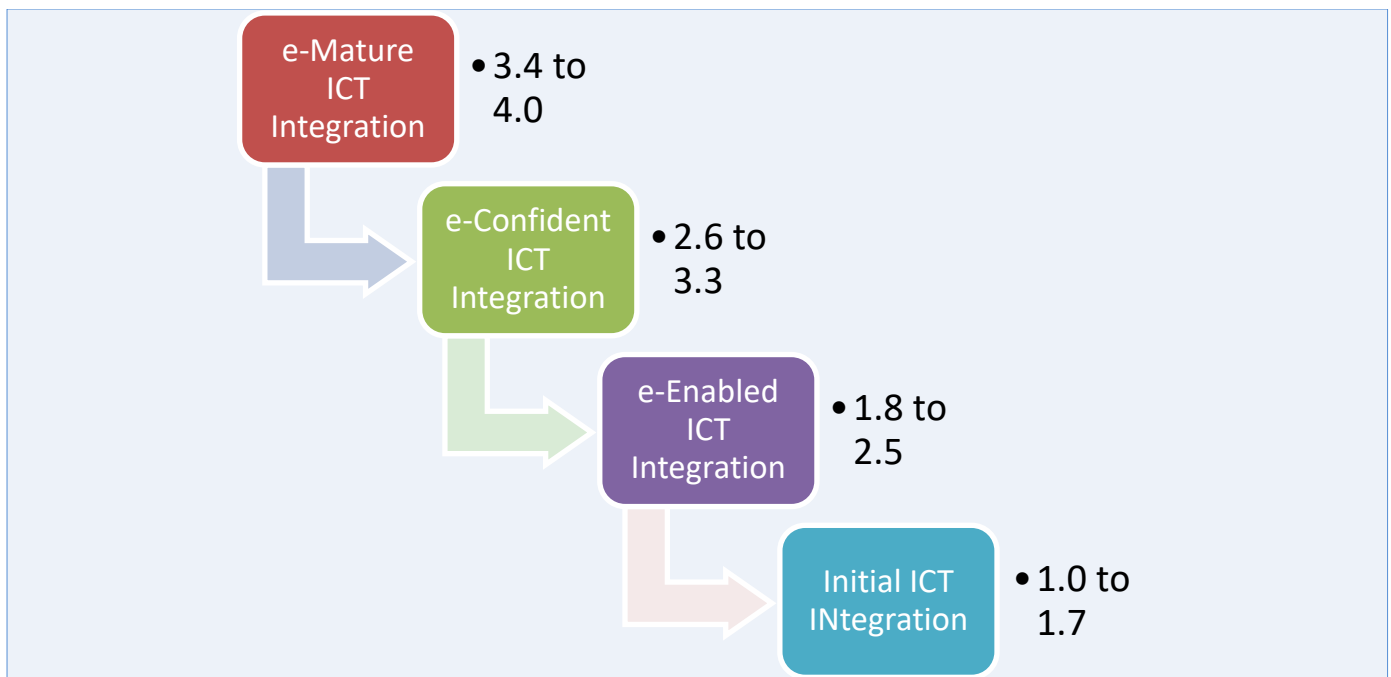 e-Mature
ICT
Integration
• 3.4 to
4.0
e-Confident
ICT
Integration
• 2.6 to
3.3
e-Enabled
ICT
Integration
• 1.8 to
2.5
Initial ICT
INtegration
• 1.0 to
1.7